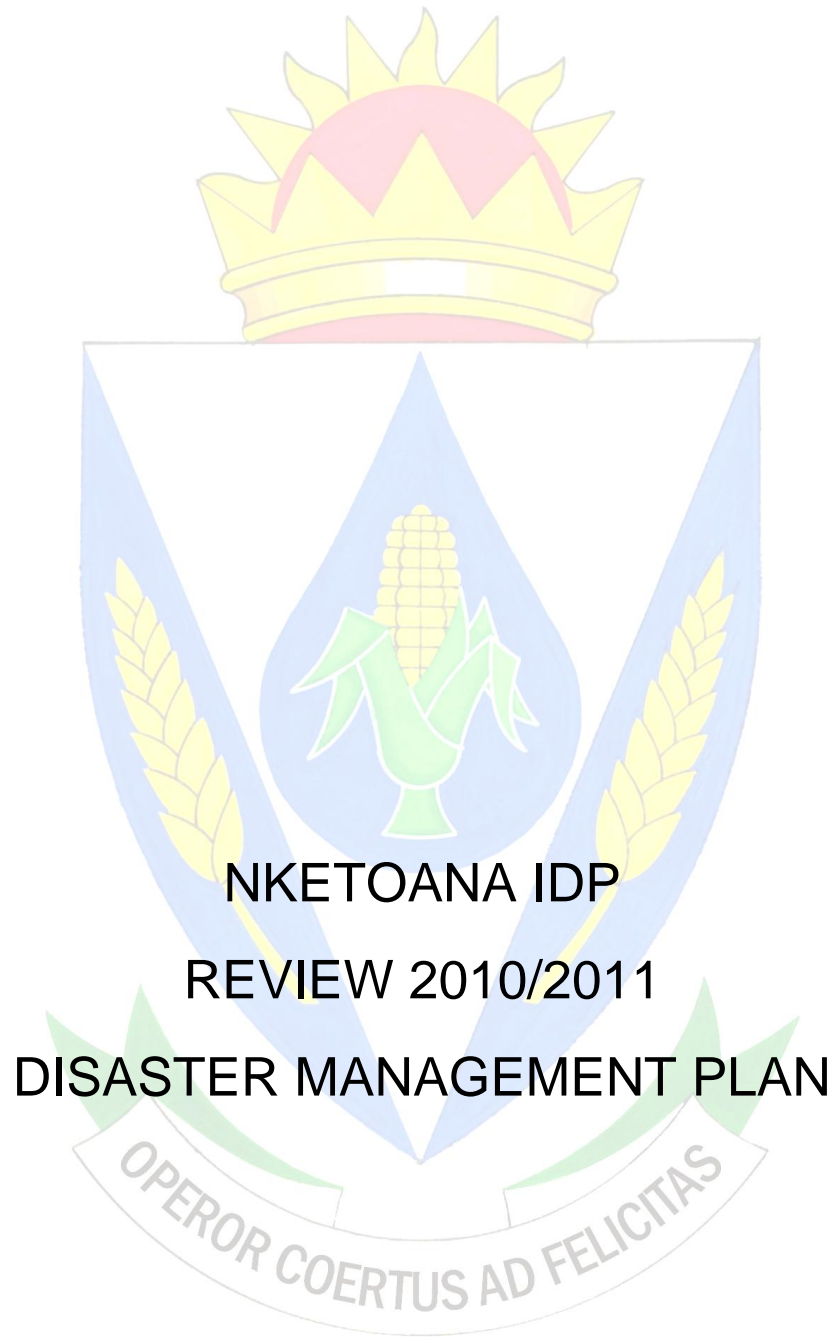 NKETOANA IDP
REVIEW 2010/2011
DISASTER MANAGEMENT PLAN
OPEROR COERTUS AD FELICITAS